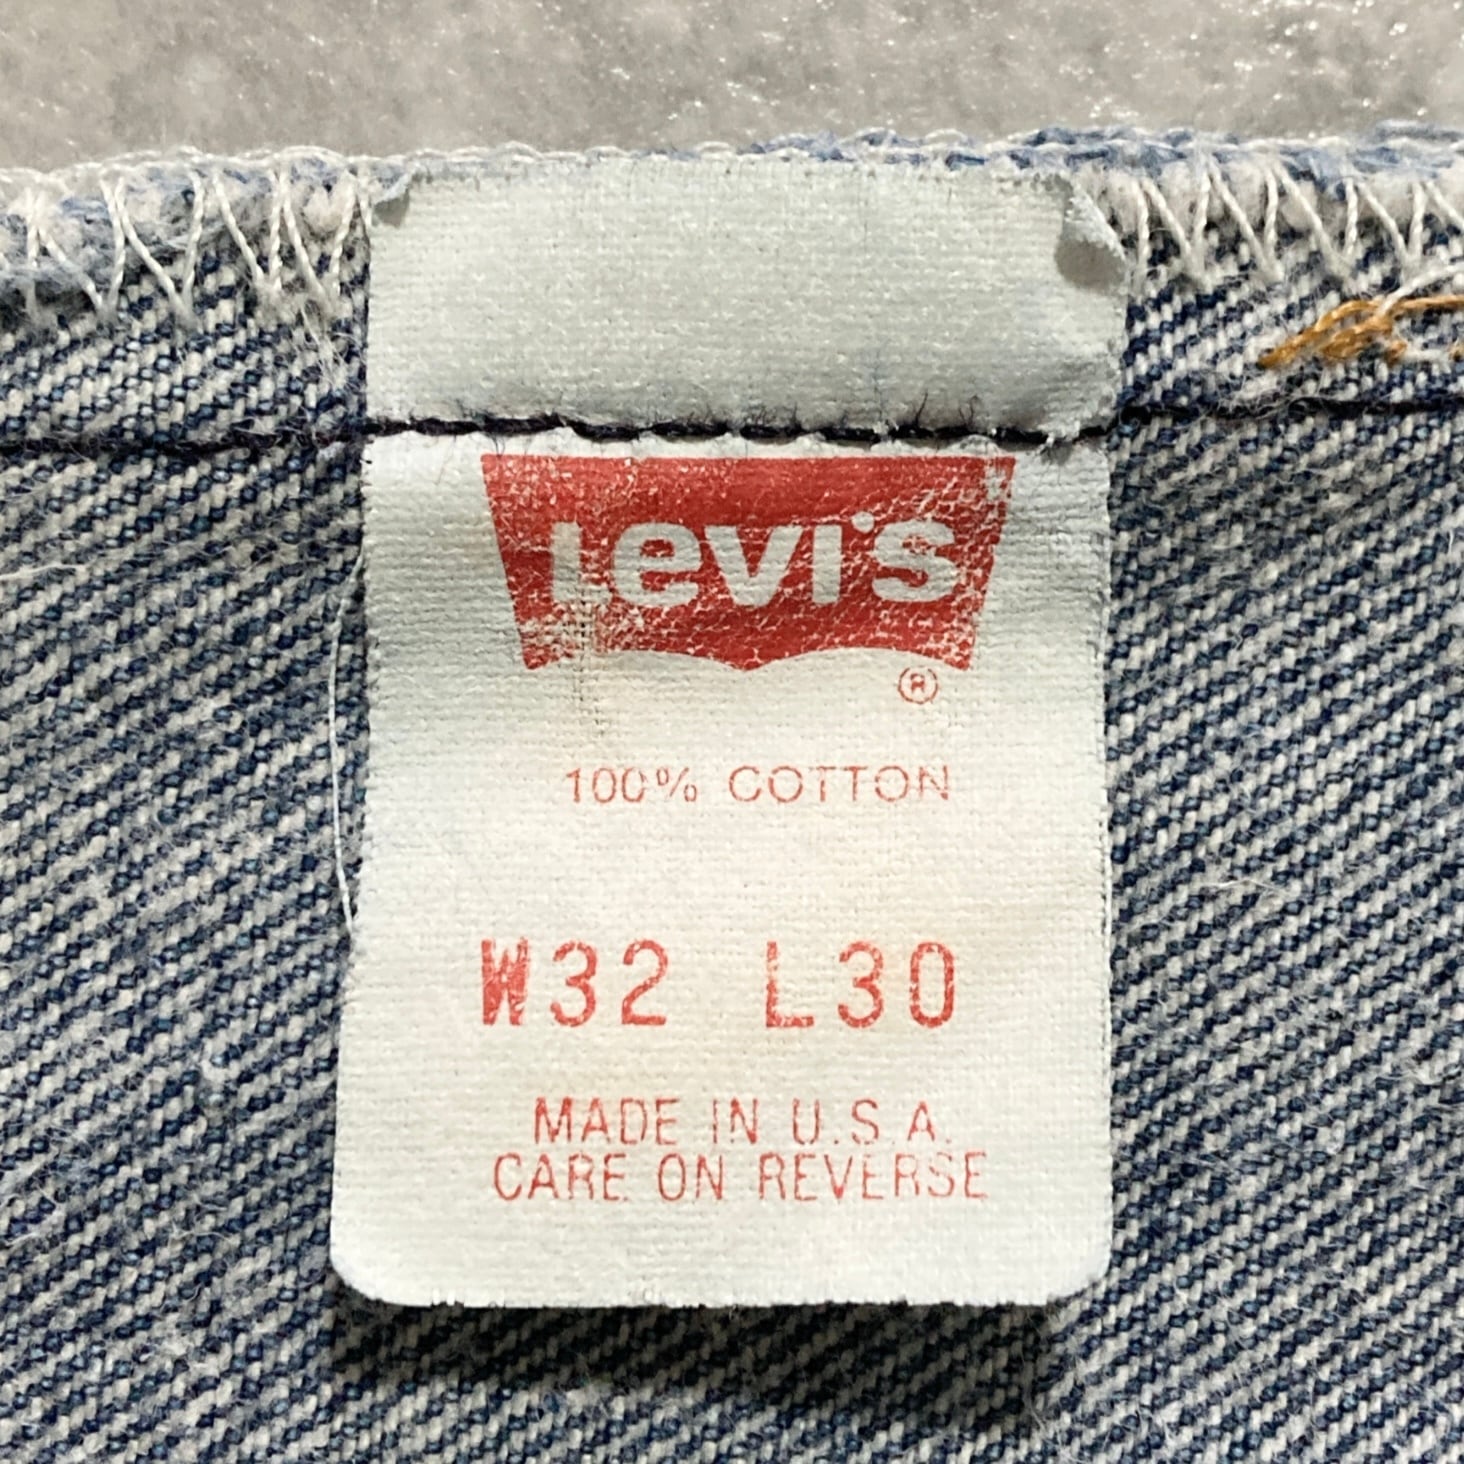 Levi's
®
100% COTTON
W32 L30
MADE IN U.S.A.
CARE ON REVERSE